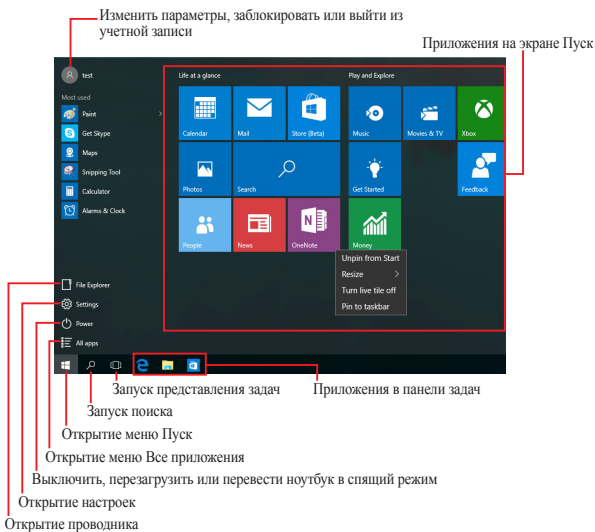 Изменить параметры, заблокировать или выйти из
учетной записи
Приложения на экране Пуск
test
Life at a glance
Play and Explore
Most used
Paint
Get Skype
Maps
Snipping Tool
Calculator
Alarms & Clock
Calendar
Mail
Store (Beta)
Music
Movies & TV
Xbox
Photos
Search
Get Started
Feedback
People
News
OneNote
Money
Unpin from Start
Resize
Turn live tile off
Pin to taskbar
File Explorer
Settings
Power
All apps
Запуск представления задач
Приложения в панели задач
Запуск поиска
Открытие меню Пуск
Открытие меню Все приложения
Выключить, перезагрузить или перевести ноутбук в спящий режим
Открытие настроек
Открытие проводника